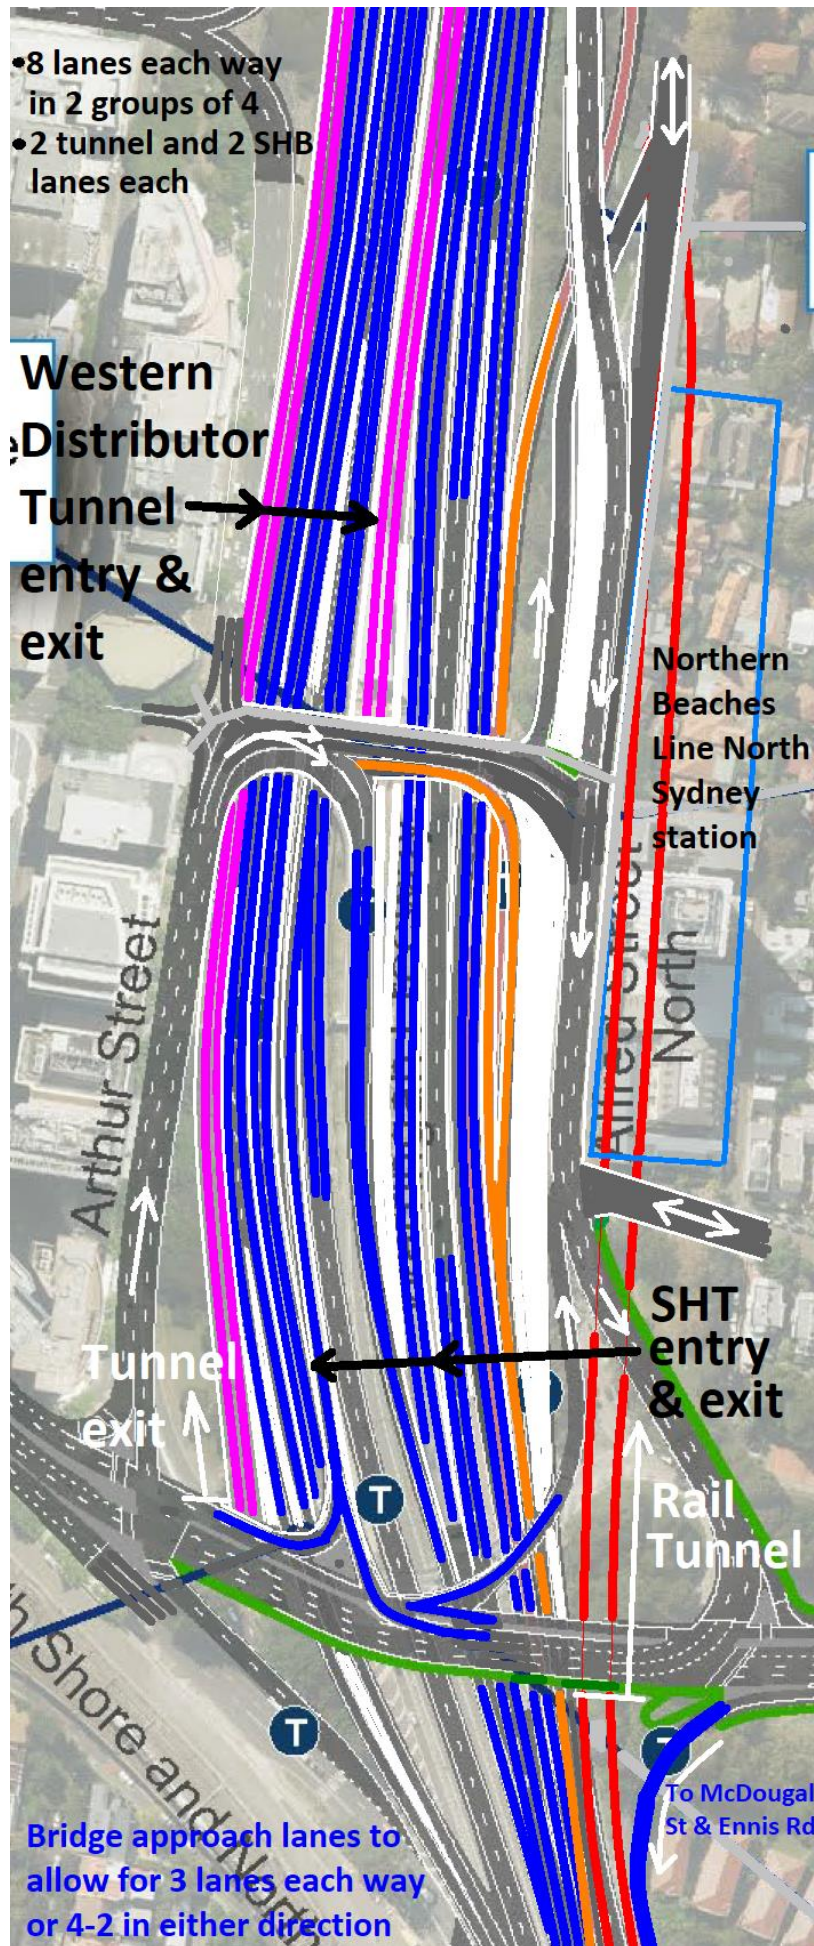 •8 lanes each way
in 2 groups of 4
•2 tunnel and 2 SHB
lanes each
Western
Distributor
Tunnel
entry &
exit
Northern
Beaches
Line North
Sydney
station
Arthur Street
Alfred Street
North
SHT
entry
& exit
Tunnel
exit
T
Rail
Tunnel
T
h Shore and North
To McDougal
St & Ennis Rd
Bridge approach lanes to
allow for 3 lanes each way
or 4-2 in either direction